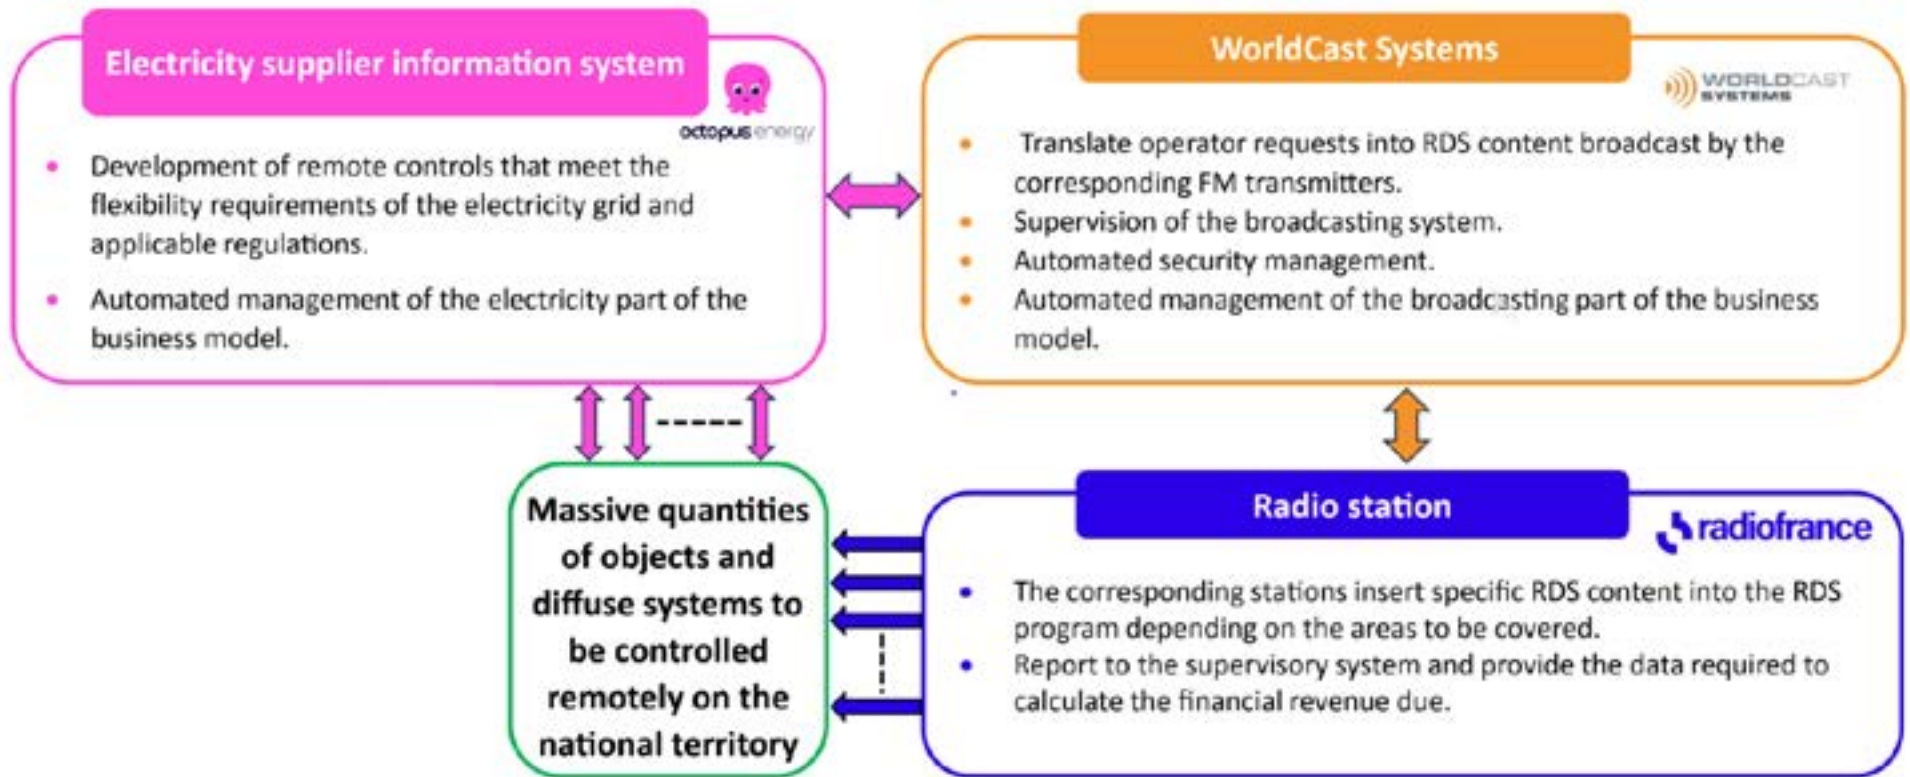 Electricity supplier information system
octopus energy
• Development of remote controls that meet the
flexibility requirements of the electricity grid and
applicable regulations.
• Automated management of the electricity part of the
business model.
WorldCast Systems
WORLDCAST
SYSTEMS
• Translate operator requests into RDS content broadcast by the
corresponding FM transmitters.
• Supervision of the broadcasting system.
• Automated security management.
• Automated management of the broadcasting part of the business
model.
Massive quantities
of objects and
diffuse systems to
be controlled
remotely on the
national territory
Radio station
radiofrance
• The corresponding stations insert specific RDS content into the RDS
program depending on the areas to be covered.
• Report to the supervisory system and provide the data required to
calculate the financial revenue due.